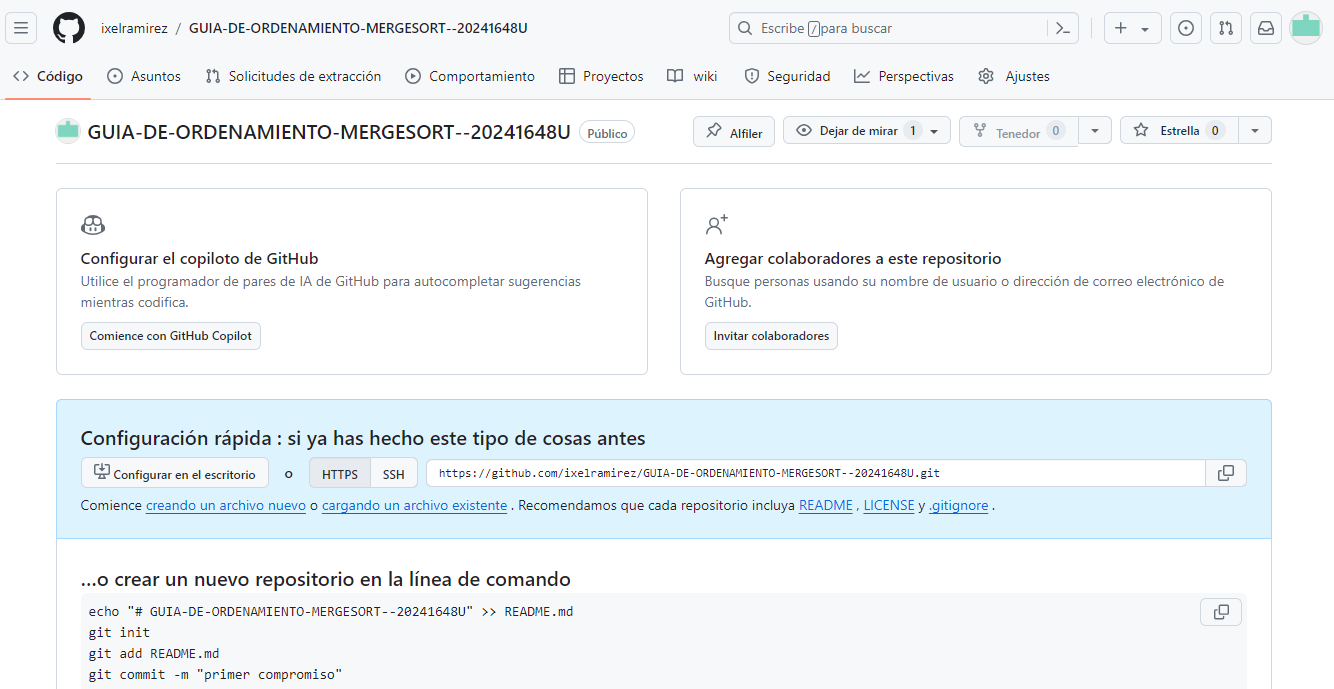 ixelramirez / GUIA-DE-ORDENAMIENTO-MERGESORT--20241648U
Escribe / para buscar
Código Asuntos Solicitudes de extracción Comportamiento Proyectos wiki Seguridad Perspectivas Ajustes
GUIA-DE-ORDENAMIENTO-MERGESORT--20241648U Público
Alfiler Dejar de mirar 1 Tenedor 0 Estrella 0
Configurar el copiloto de GitHub
Utilice el programador de pares de IA de GitHub para autocompletar sugerencias
mientras codifica.
Comience con GitHub Copilot
Agregar colaboradores a este repositorio
Busque personas usando su nombre de usuario o dirección de correo electrónico de
GitHub.
Invitar colaboradores
Configuración rápida : si ya has hecho este tipo de cosas antes
Configurar en el escritorio o HTTPS SSH https://github.com/ixelramirez/GUIA-DE-ORDENAMIENTO-MERGESORT--20241648U.git
Comience creando un archivo nuevo o cargando un archivo existente . Recomendamos que cada repositorio incluya README , LICENSE y .gitignore .
…o crear un nuevo repositorio en la línea de comando
echo "# GUIA-DE-ORDENAMIENTO-MERGESORT--20241648U" >> README.md
git init
git add README.md
git commit -m "primer compromiso"